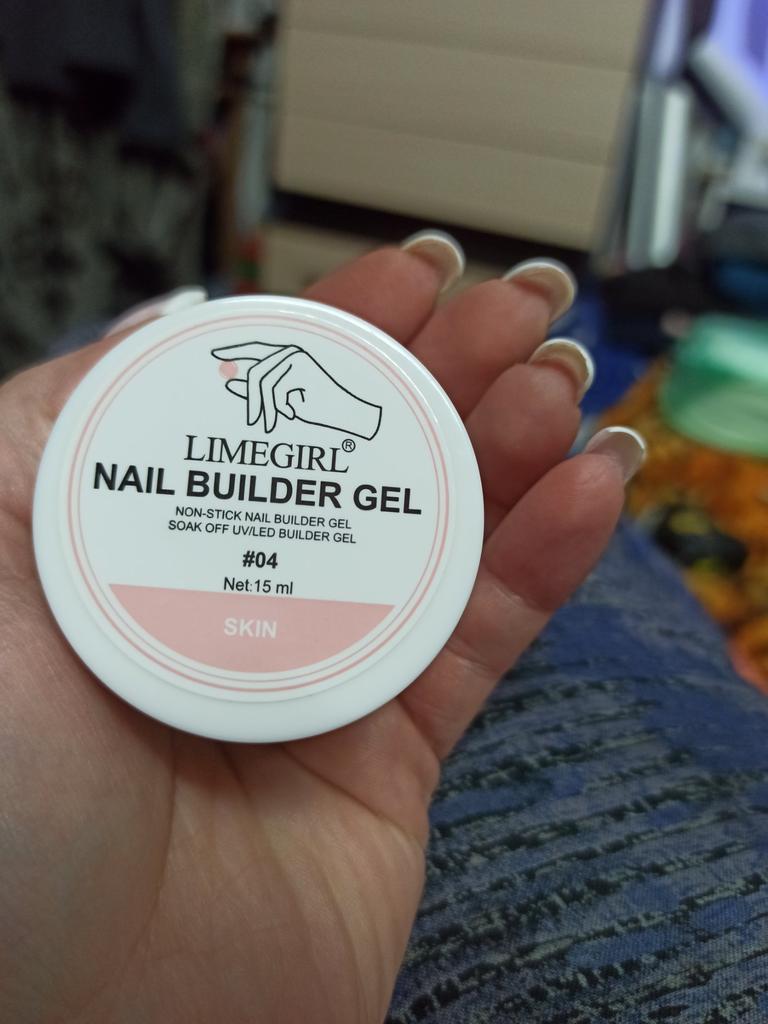 LIMEGIRL®
NAIL BUILDER GEL
NON-STICK NAIL BUILDER GEL
SOAK OFF UV/LED BUILDER GEL
#04
Net:15 ml
SKIN